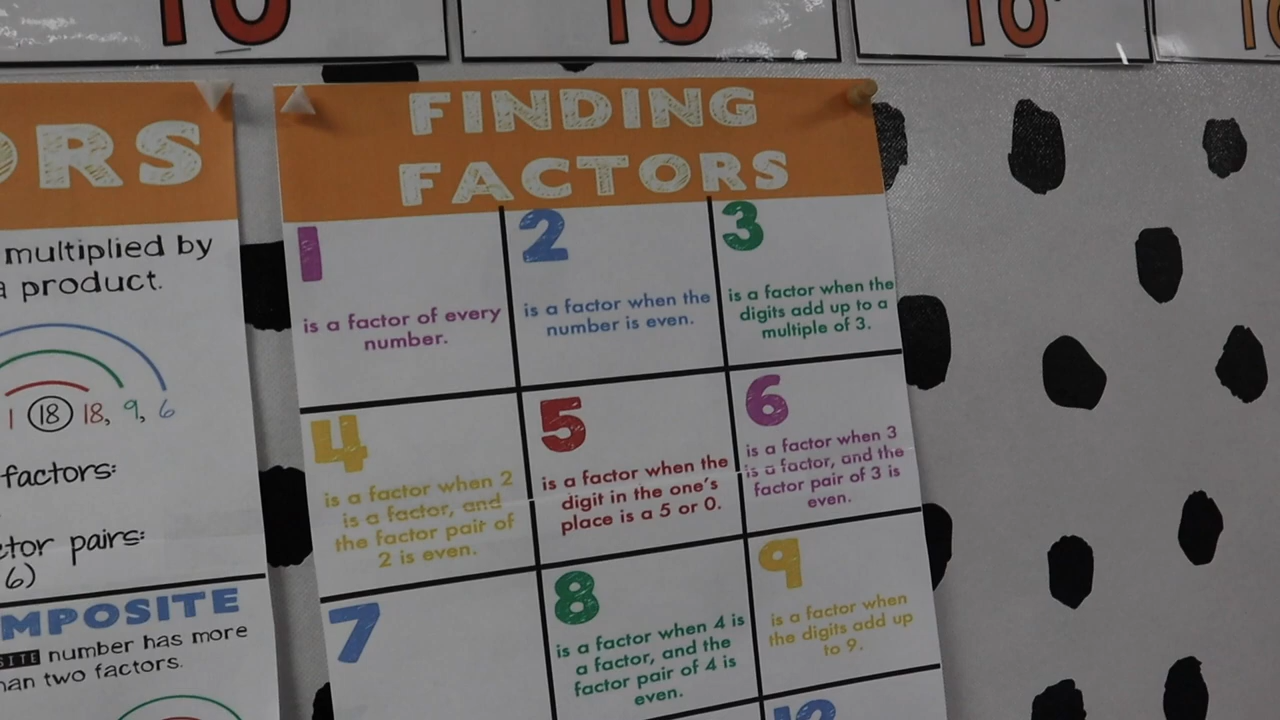 10
10
10
ORS
multiplied by
a product.
1 18 18, 9, 6
factors:
ctor pairs:
6)
MPOSITE
SITE number has more
han two factors.
FINDING
FACTORS
1
is a factor of every
number.
2
is a factor when the
number is even.
3
is a factor when the
digits add up to a
multiple of 3.
4
is a factor when 2
is a factor, and
the factor pair of
2 is even.
5
is a factor when the
digit in the one's
place is a 5 or 0.
6
is a factor when 3
is a factor, and the
factor pair of 3 is
even.
7
8
is a factor when 4 is
a factor, and the
factor pair of 4 is
even.
9
is a factor when
the digits add up
to 9.
10